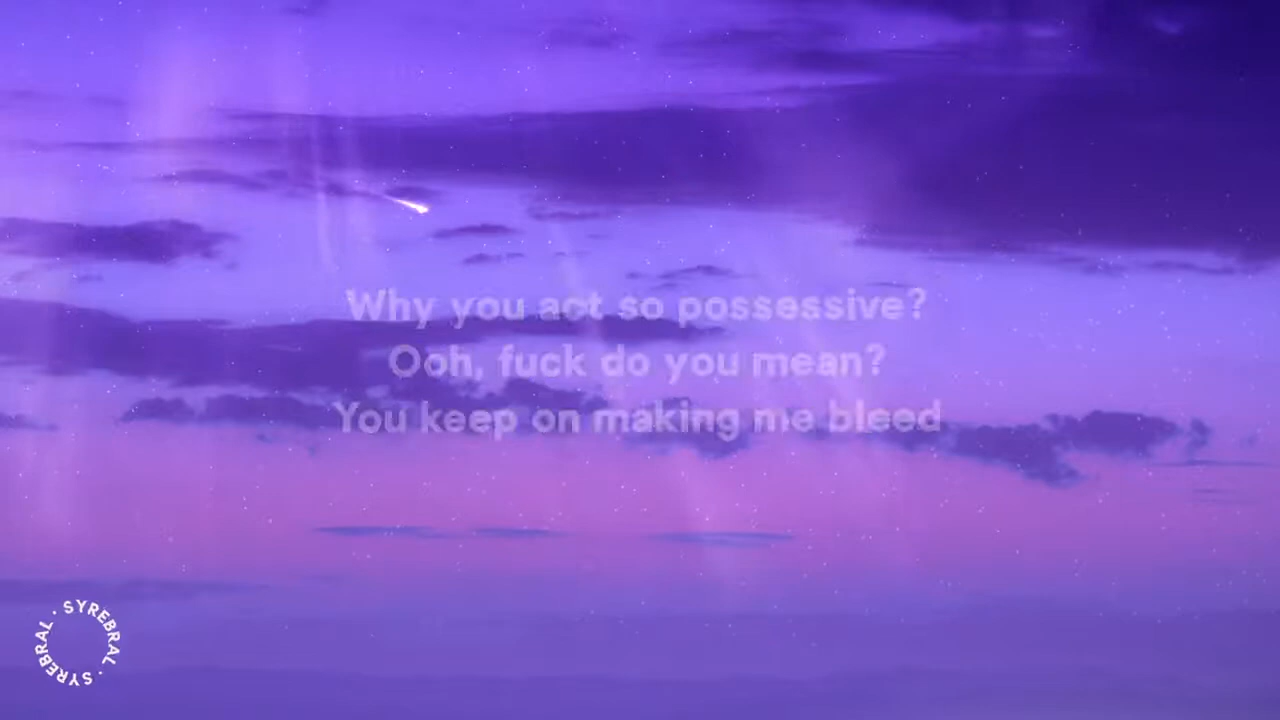 Why you act so possessive?
Ooh, fuck do you mean?
You keep on making me bleed
SYREBRAL · SYREBRAL ·